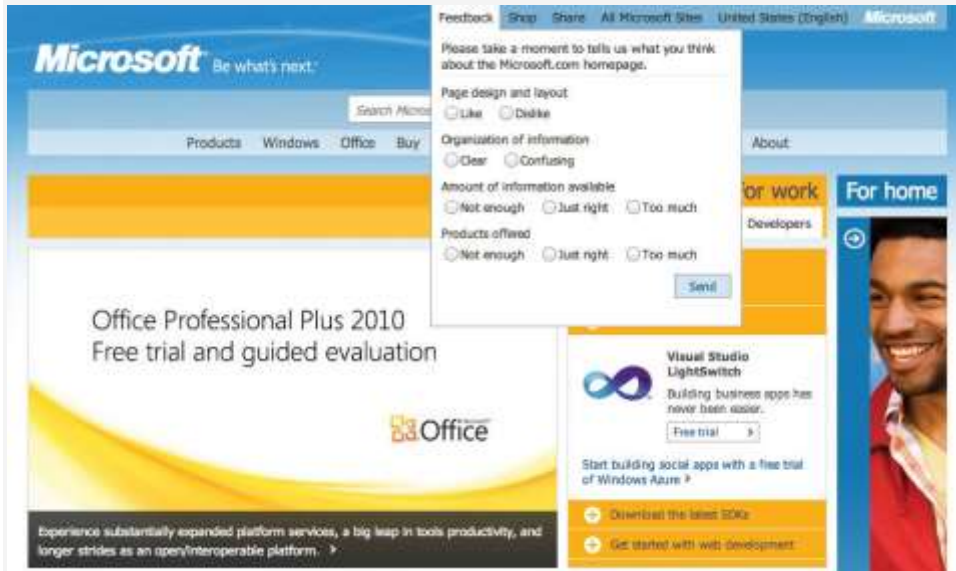 Feedback Shop Share All Microsoft Sites United States (English) Microsoft
Microsoft Be what's next.
Please take a moment to tells us what you think
about the Microsoft.com homepage.
Search Micros
Page design and layout
Like Dislike
Products Windows Office Buy
About
Organization of information
Clear Confusing
Amount of information available
Not enough Just right Too much
Products offered
Not enough Just right Too much
Send
or work
Developers
For home
Office Professional Plus 2010
Free trial and guided evaluation
Office
Experience substantially expanded platform services, a big leap in tools productivity, and
longer strides as an open/interoperable platform.
Visual Studio
LightSwitch
Building business apps has
never been easier.
Free trial
Start building social apps with a free trial
of Windows Azure
Download the latest SDKs
Get started with web development